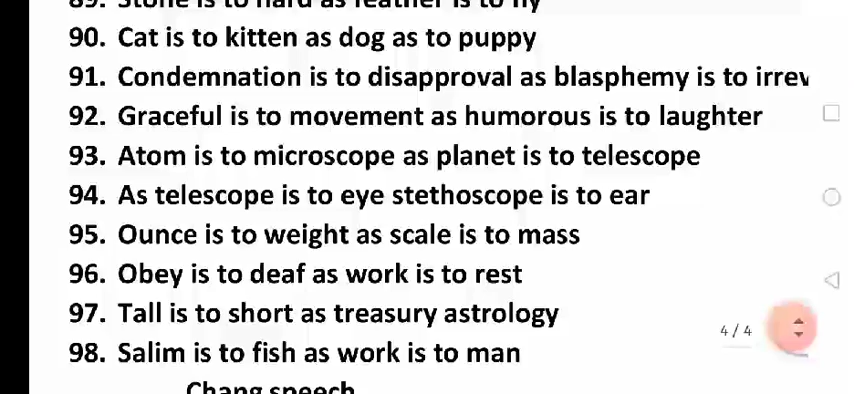 89. Stone is to hard as feather is to fly
90. Cat is to kitten as dog as to puppy
91. Condemnation is to disapproval as blasphemy is to
92. Graceful is to movement as humorous is to laughter
93. Atom is to microscope as planet is to telescope
94. As telescope is to eye stethoscope is to ear
95. Ounce is to weight as scale is to mass
96. Obey is to deaf as work is to rest
97. Tall is to short as treasury astrology
4/4
98. Salim is to fish as work is to man
Chang speech